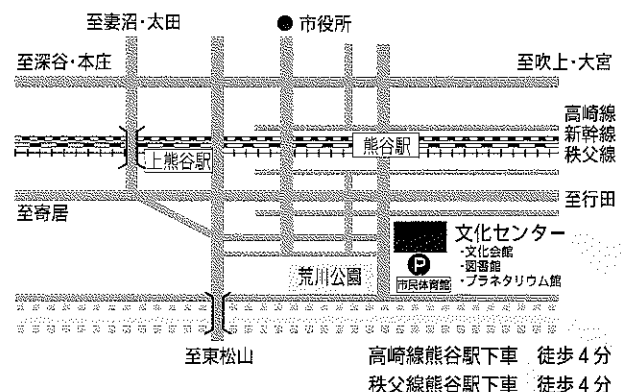 至妻沼・太田
● 市役所
至深谷・本庄
至吹上・大宮
高崎線
新幹線
秩父線
熊谷駅
上熊谷駅
至寄居
至行田
文化センター
・文化会館
・図書館
・プラネタリウム館
P
市民体育館
荒川公園
至東松山
高崎線熊谷駅下車 徒歩4分
秩父線熊谷駅下車 徒歩4分